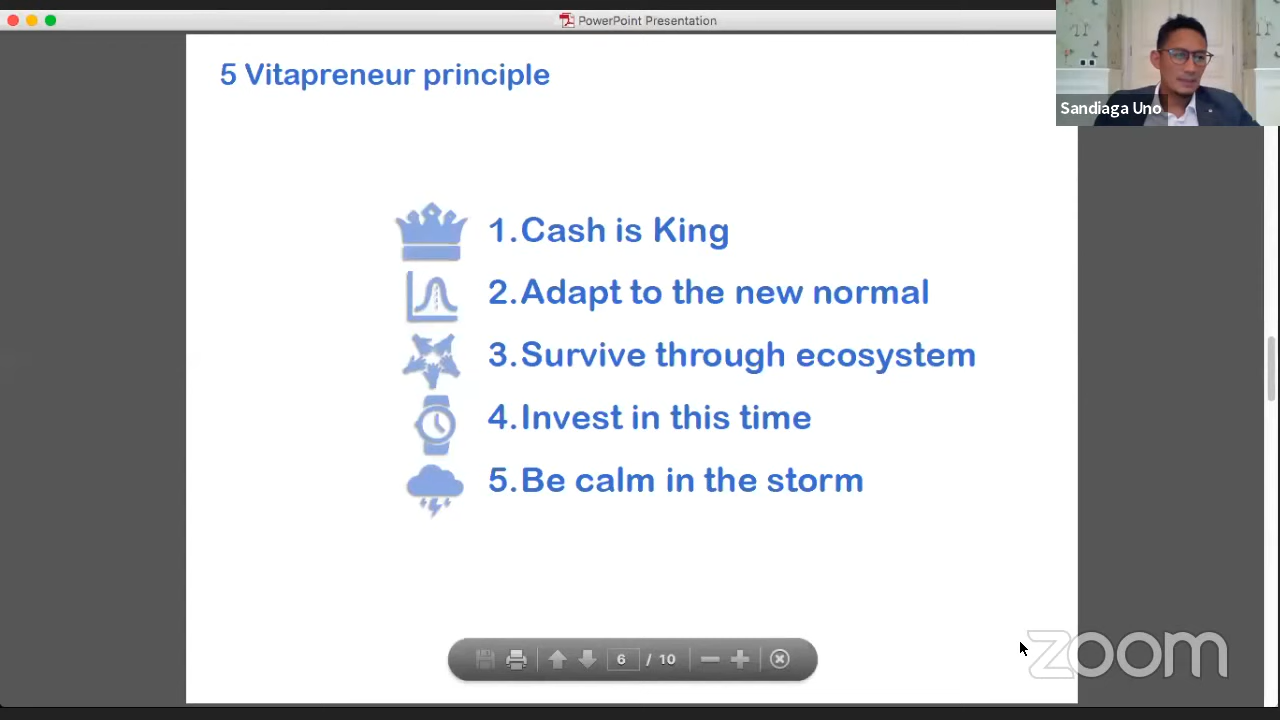 PowerPoint Presentation
5 Vitapreneur principle
Sandiaga Uno
1.Cash is King
2.Adapt to the new normal
3.Survive through ecosystem
4.Invest in this time
5.Be calm in the storm
6 / 10
zoom